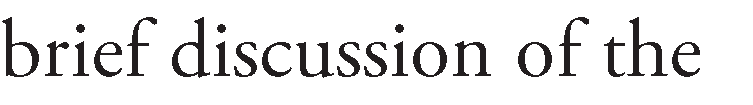 brief discussion of the